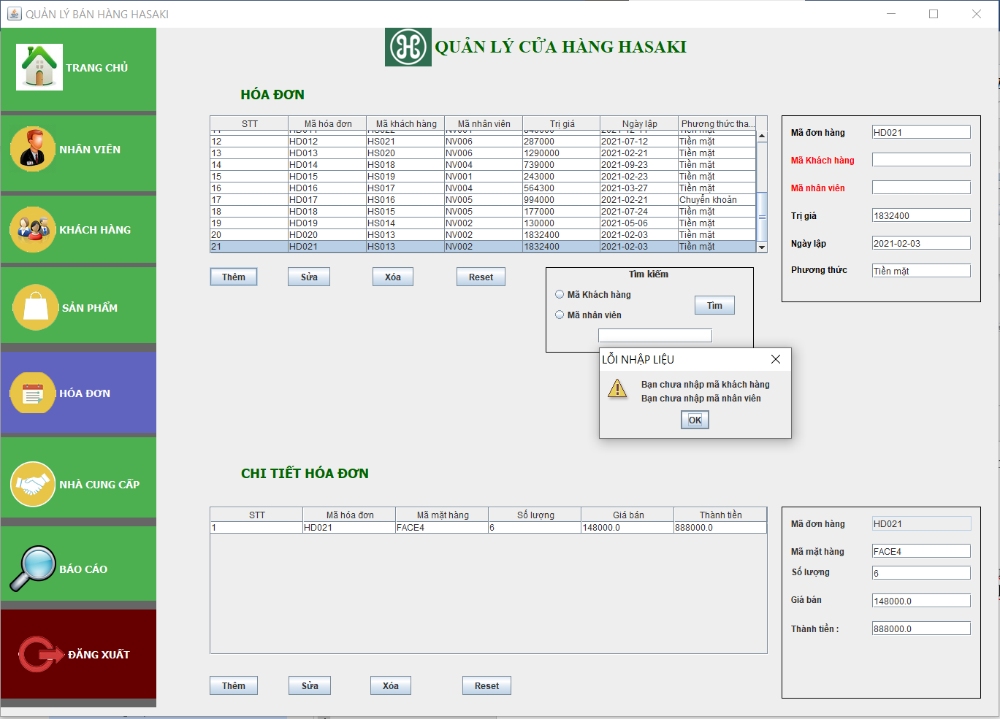 QUẢN LÝ BÁN HÀNG HASAKI
QUẢN LÝ CỬA HÀNG HASAKI
TRANG CHỦ
NHÂN VIÊN
KHÁCH HÀNG
SẢN PHẨM
HÓA ĐƠN
NHÀ CUNG CẤP
BÁO CÁO
ĐĂNG XUẤT
HÓA ĐƠN
STT Mã hóa đơn Mã khách hàng Mã nhân viên Trị giá Ngày lập Phương thức tha...
12 HD012 HS021 NV006 287000 2021-07-12 Tiền mặt
13 HD013 HS020 NV006 1290000 2021-02-21 Tiền mặt
14 HD014 HS018 NV004 739000 2021-09-23 Tiền mặt
15 HD015 HS019 NV001 243000 2021-02-23 Tiền mặt
16 HD016 HS017 NV004 564300 2021-03-27 Tiền mặt
17 HD017 HS016 NV005 994000 2021-02-21 Chuyển khoản
18 HD018 HS015 NV005 177000 2021-07-24 Tiền mặt
19 HD019 HS014 NV002 130000 2021-05-06 Tiền mặt
20 HD020 HS013 NV002 1832400 2021-02-03 Tiền mặt
21 HD021 HS013 NV002 1832400 2021-02-03 Tiền mặt
Mã đơn hàng HD021
Mã Khách hàng
Mã nhân viên
Trị giá 1832400
Ngày lập 2021-02-03
Phương thức Tiền mặt
Thêm Sửa Xóa Reset
Tìm kiếm
Mã Khách hàng
Mã nhân viên
Tìm
LỖI NHẬP LIỆU
Bạn chưa nhập mã khách hàng
Bạn chưa nhập mã nhân viên
OK
CHI TIẾT HÓA ĐƠN
STT Mã hóa đơn Mã mặt hàng Số lượng Giá bán Thành tiền
1 HD021 FACE4 6 148000.0 888000.0
Mã đơn hàng HD021
Mã mặt hàng FACE4
Số lượng 6
Giá bán 148000.0
Thành tiền : 888000.0
Thêm Sửa Xóa Reset